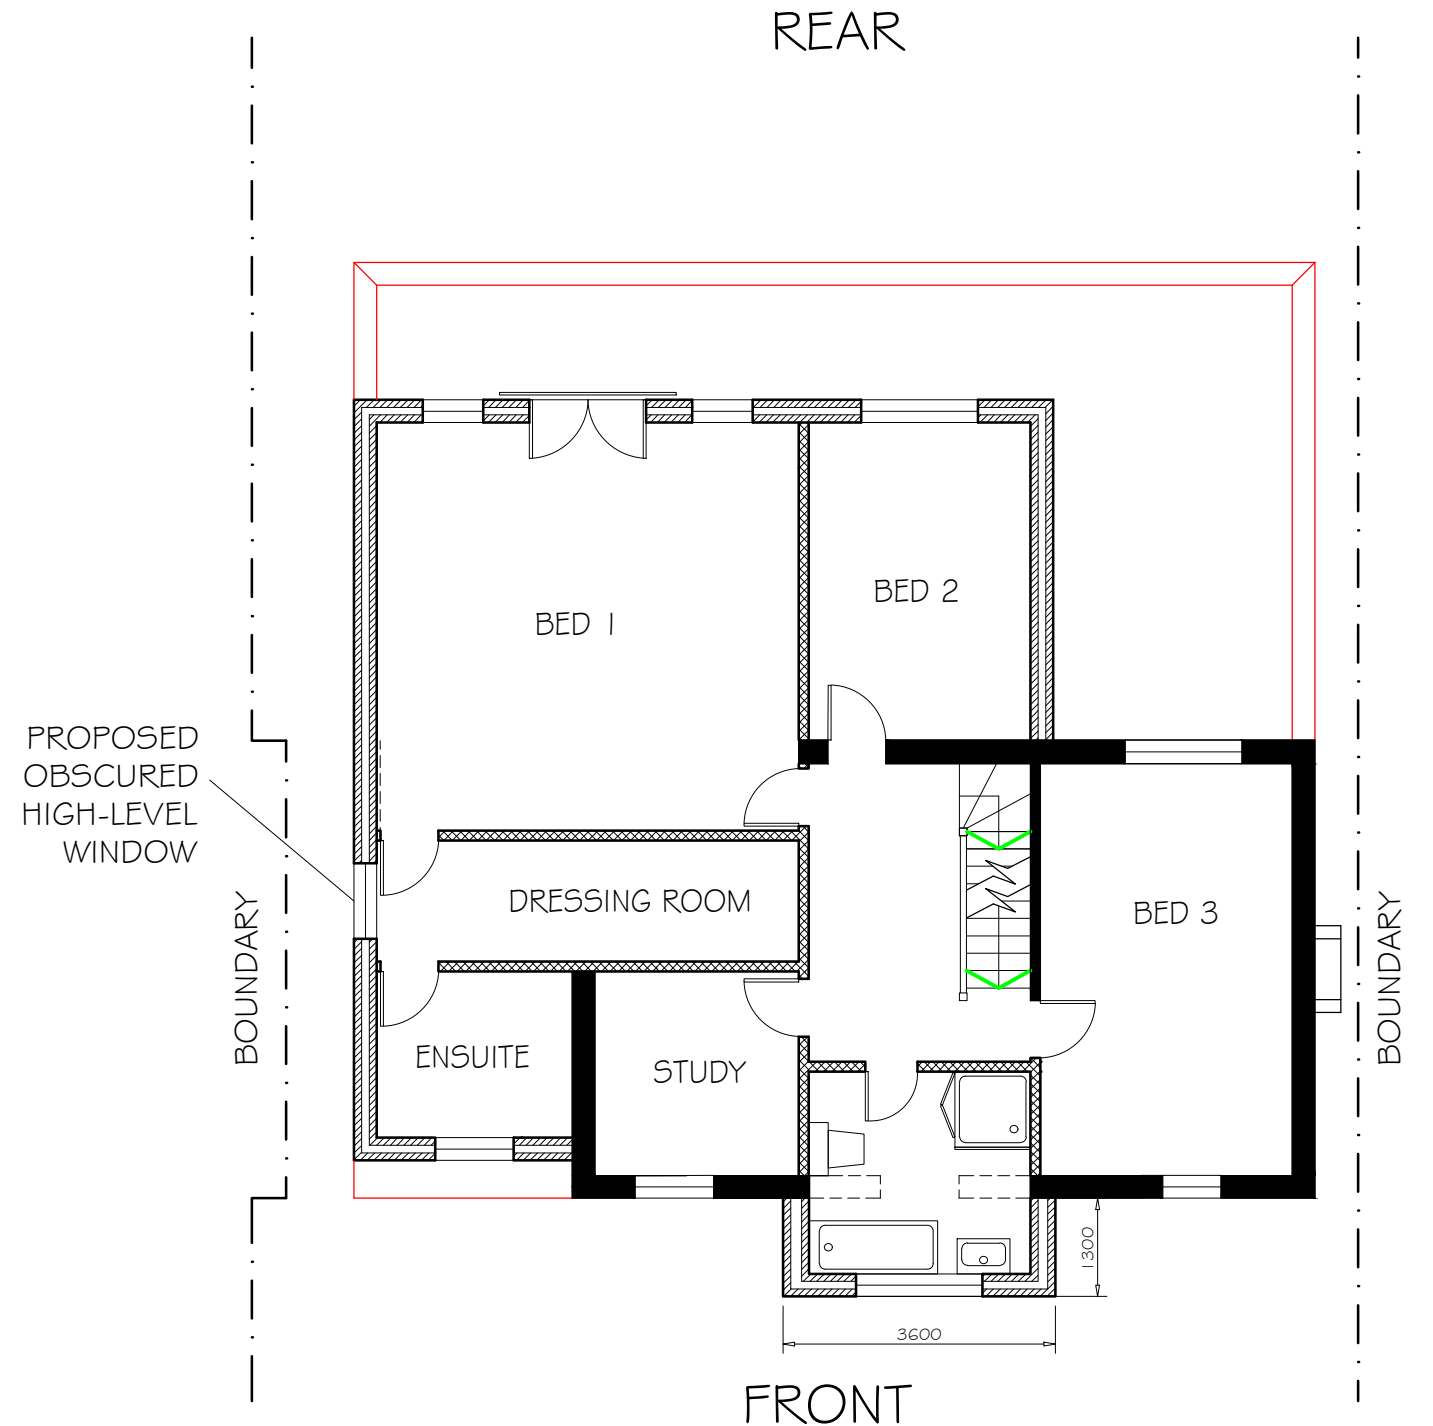 REAR
BED 1
BED 2
PROPOSED
OBSCURED
HIGH-LEVEL
WINDOW
DRESSING ROOM
BED 3
BOUNDARY
BOUNDARY
ENSUITE
STUDY
1300
3600
FRONT